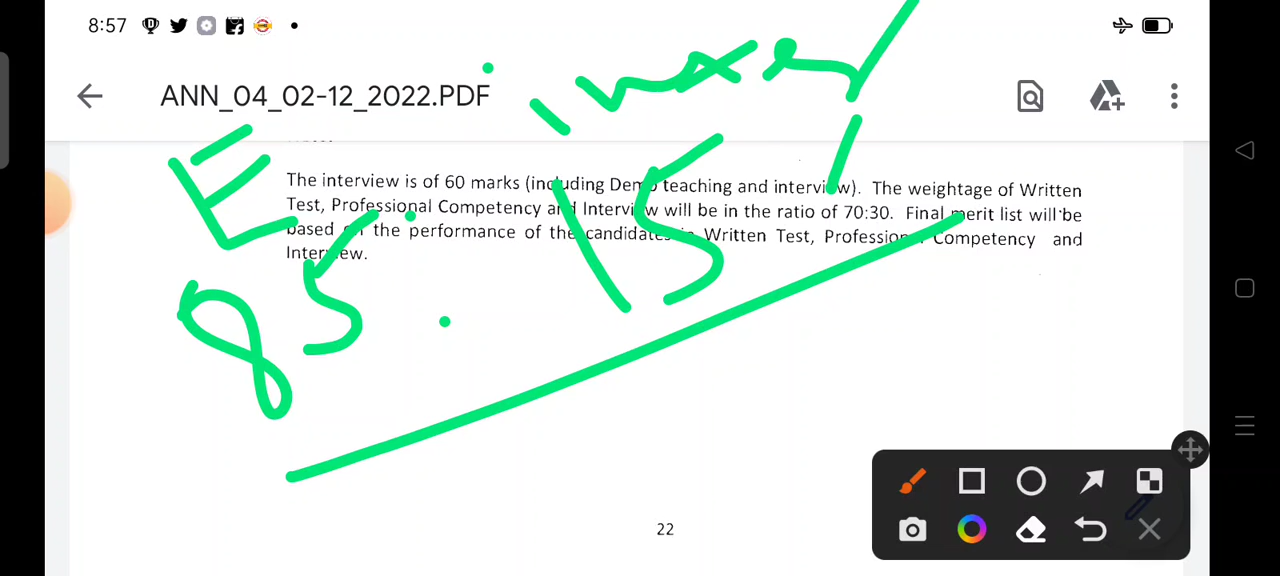 8:57
ANN_04_02-12_2022.PDF
The interview is of 60 marks (including Demo teaching and interview). The weightage of Written
Test, Professional Competency and Interview will be in the ratio of 70:30. Final merit list will be
based on the performance of the candidates in Written Test, Professional Competency and
Interview.
E
85
15
22